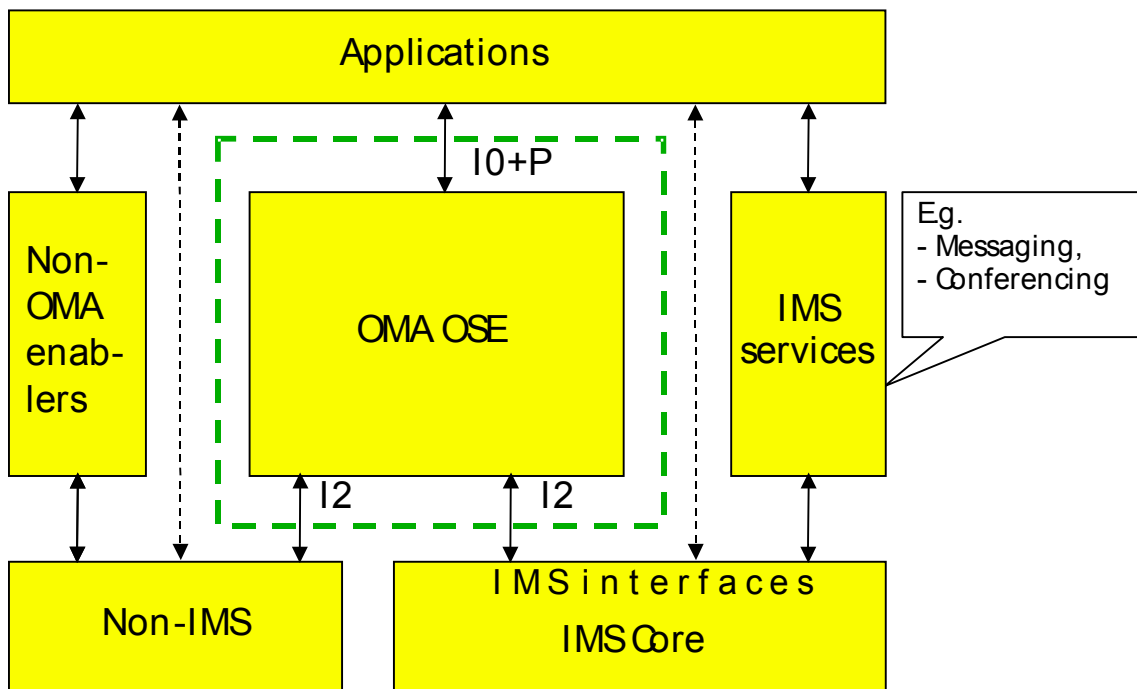 Applications
I0+P
Non-
OMA
enab-
lers
OMA OSE
IMS
services
E.g.
- Messaging,
- Conferencing
I2
I2
Non-IMS
IMS interfaces
IMS Core